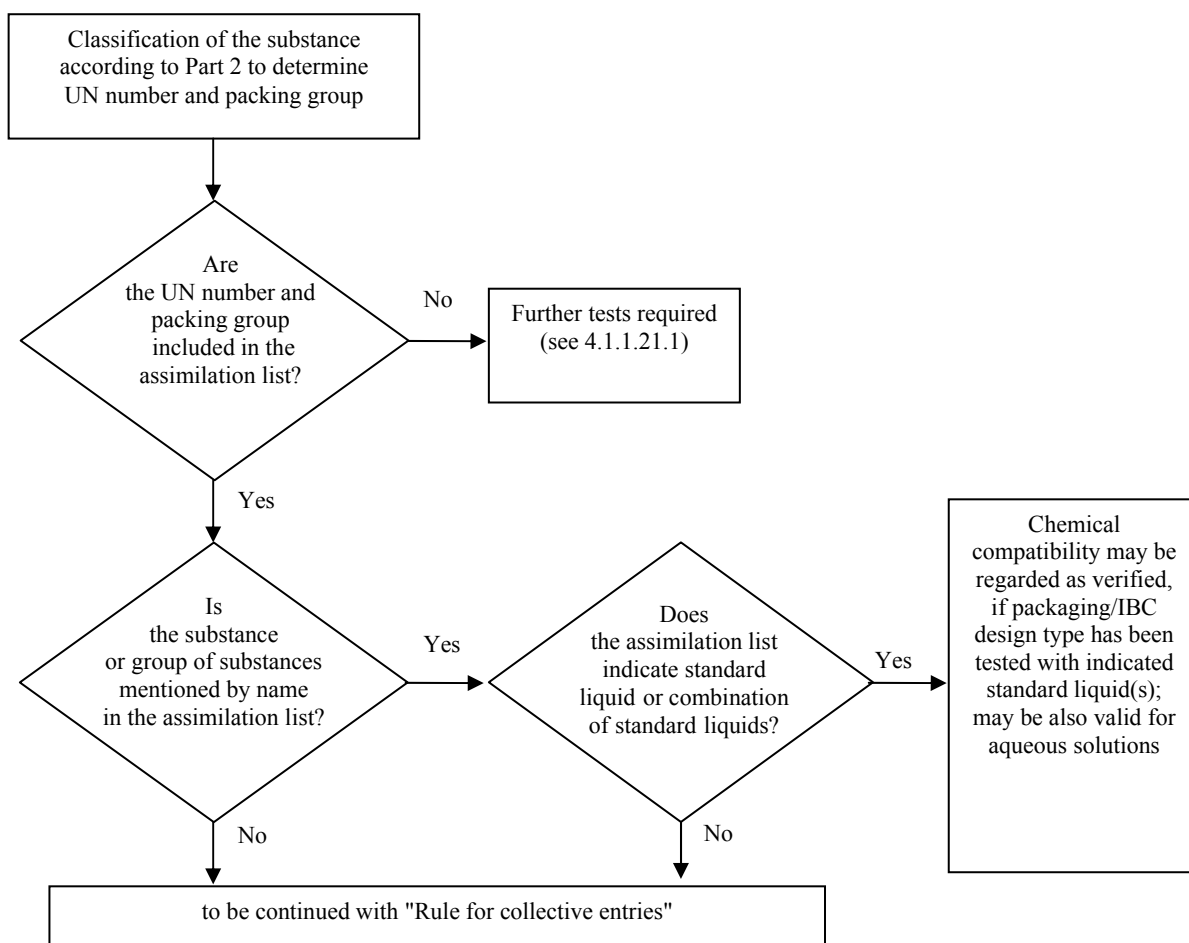 Classification of the substance
according to Part 2 to determine
UN number and packing group
Are
the UN number and
packing group
included in the
assimilation list?
No
Further tests required
(see 4.1.1.21.1)
Yes
Is
the substance
or group of substances
mentioned by name
in the assimilation list?
Yes
Does
the assimilation list
indicate standard
liquid or combination
of standard liquids?
Yes
Chemical
compatibility may be
regarded as verified,
if packaging/IBC
design type has been
tested with indicated
standard liquid(s);
may be also valid for
aqueous solutions
No
No
to be continued with "Rule for collective entries"